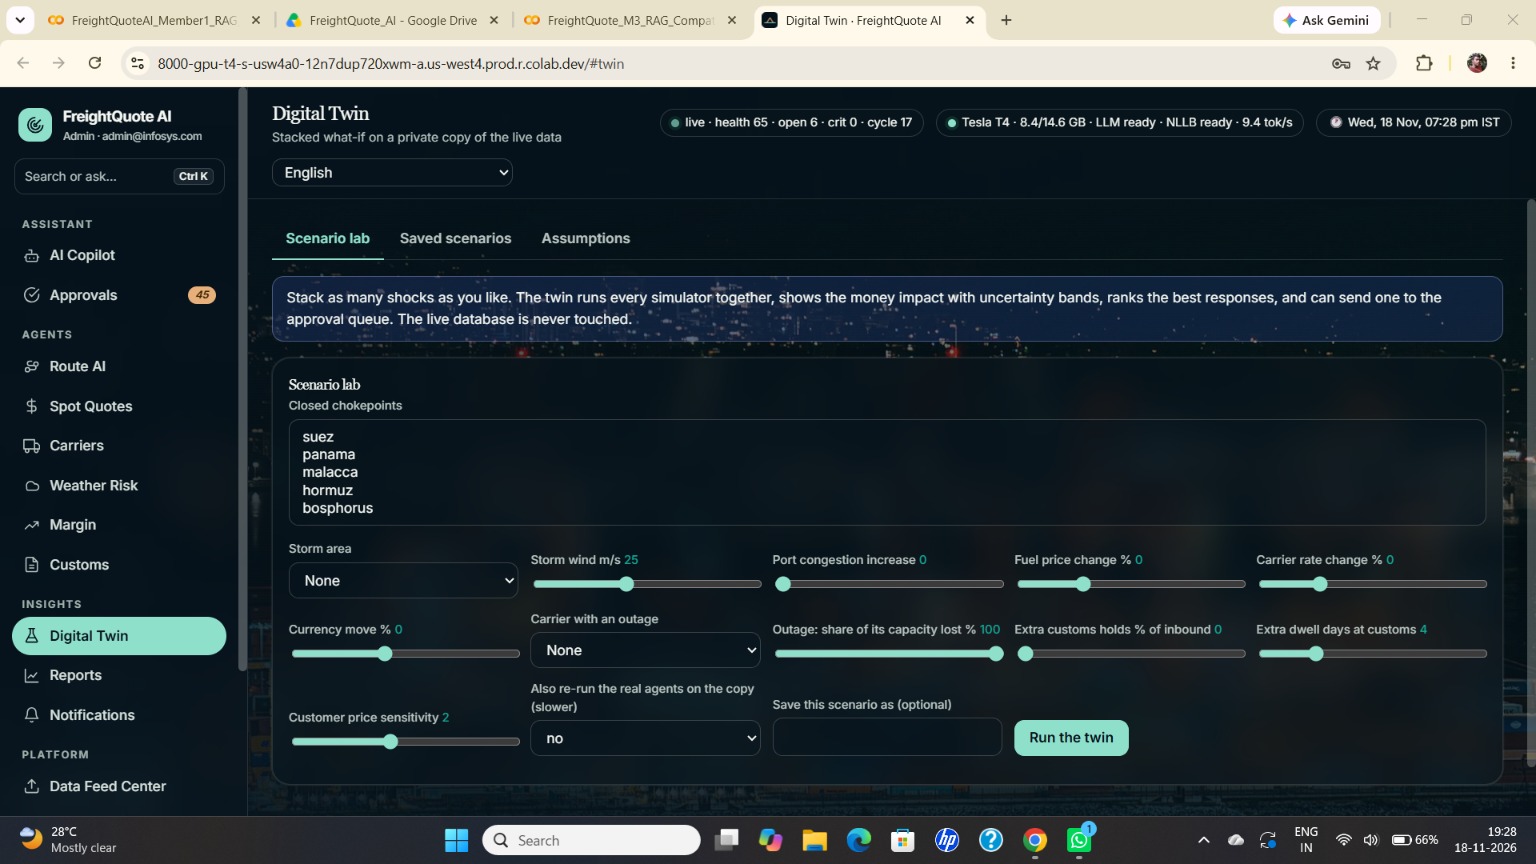 FreightQuoteAI_Member1_RAG
FreightQuote_AI - Google Drive
FreightQuote_M3_RAG_Compat
Digital Twin · FreightQuote AI
Ask Gemini
8000-gpu-t4-s-usw4a0-12n7dup720xwm-a.us-west4.prod.r.colab.dev/#twin
FreightQuote AI
Admin · admin@infosys.com
Search or ask...
Ctrl K
ASSISTANT
AI Copilot
Approvals
45
AGENTS
Route AI
Spot Quotes
Carriers
Weather Risk
Margin
Customs
INSIGHTS
Digital Twin
Reports
Notifications
PLATFORM
Data Feed Center
Digital Twin
Stacked what-if on a private copy of the live data
live · health 65 · open 6 · crit 0 · cycle 17
Tesla T4 · 8.4/14.6 GB · LLM ready · NLLB ready · 9.4 tok/s
Wed, 18 Nov, 07:28 pm IST
English
Scenario lab
Saved scenarios
Assumptions
Stack as many shocks as you like. The twin runs every simulator together, shows the money impact with uncertainty bands, ranks the best responses, and can send one to the
approval queue. The live database is never touched.
Scenario lab
Closed chokepoints
suez
panama
malacca
hormuz
bosphorus
Storm area
None
Storm wind m/s 25
Port congestion increase 0
Fuel price change % 0
Carrier rate change % 0
Currency move % 0
Carrier with an outage
None
Outage: share of its capacity lost % 100
Extra customs holds % of inbound 0
Extra dwell days at customs 4
Customer price sensitivity 2
Also re-run the real agents on the copy
(slower)
no
Save this scenario as (optional)
Run the twin
28°C
Mostly clear
Search
1
ENG
IN
66%
19:28
18-11-2026